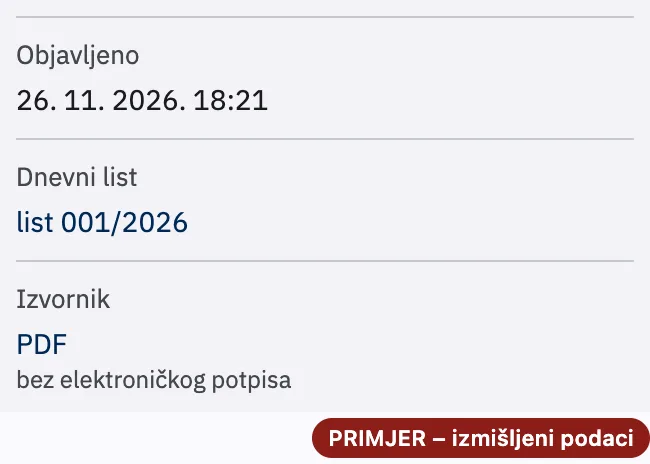 Objavljeno
26. 11. 2026. 18:21
Dnevni list
list 001/2026
Izvornik
PDF
bez elektroničkog potpisa
PRIMJER – izmišljeni podaci